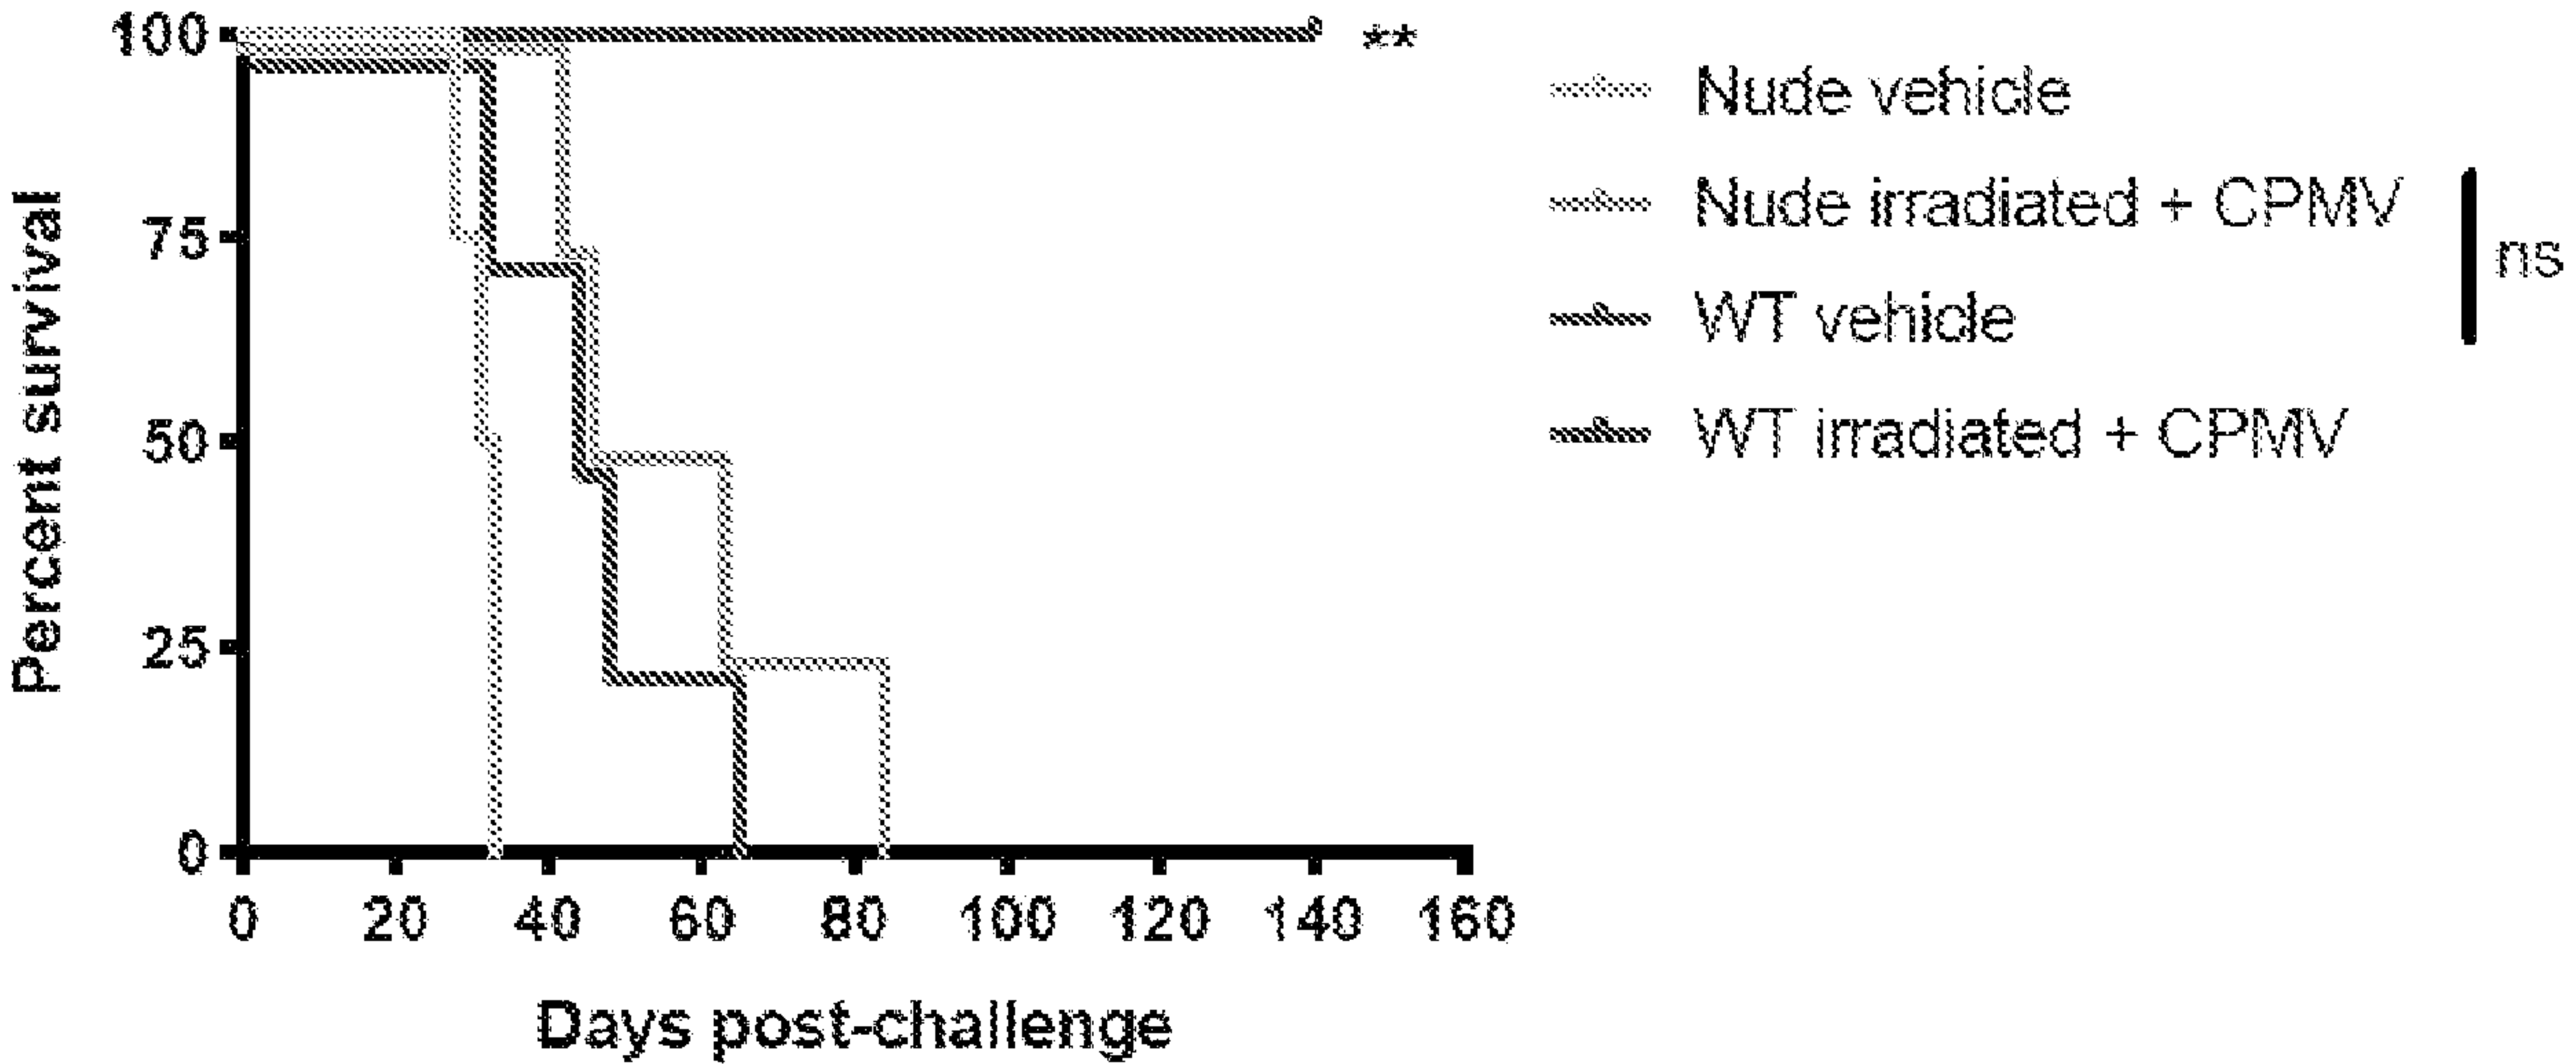 100
**
Nude vehicle
Nude irradiated + CPMV
75
ns
WT vehicle
Percent survival
50
WT irradiated + CPMV
25
0
0 20 40 60 80 100 120 140 160
Days post-challenge